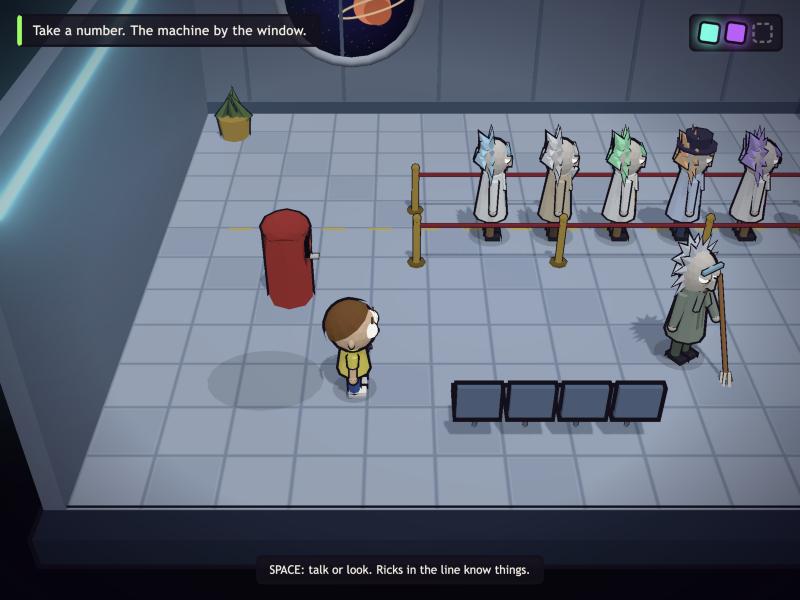 Take a number. The machine by the window.
SPACE: talk or look. Ricks in the line know things.